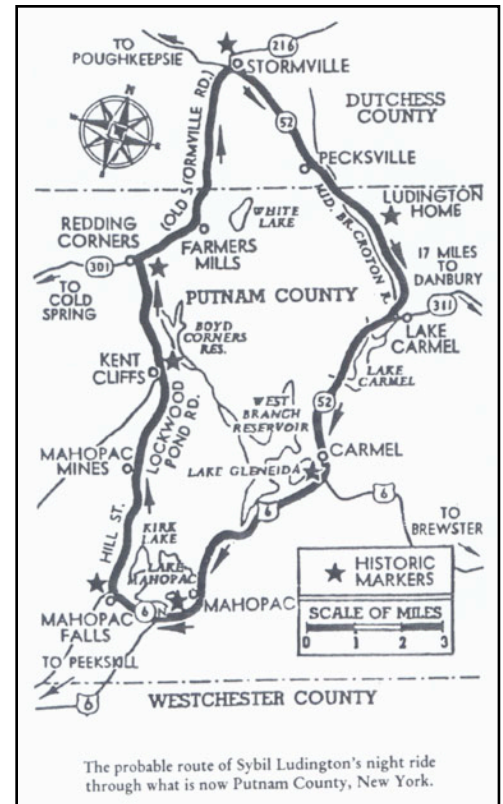 TO
POUGHKEEPSIE
216
STORMVILLE
DUTCHESS
COUNTY
52
PECKSVILLE
N
(OLD STORMVILLE RD.)
LUDINGTON
HOME
MID. BR. CROTON R.
REDDING
CORNERS
WHITE
LAKE
FARMERS
MILLS
17 MILES
TO
DANBURY
301
311
TO
COLD
SPRING
PUTNAM COUNTY
BOYD
CORNERS
RES.
LAKE
CARMEL
KENT
CLIFFS
LAKE
CARMEL
LOCKWOOD
POND RD.
WEST
BRANCH
RESERVOIR
52
MAHOPAC
MINES
CARMEL
LAKE GLENEIDA
6
6
HILL ST.
KIRK
LAKE
TO
BREWSTER
LAKE
MAHOPAC
MAHOPAC
HISTORIC
MARKERS
MAHOPAC
FALLS
6
N
SCALE OF MILES
0 1 2 3
TO PEEKSKILL
6
WESTCHESTER COUNTY
The probable route of Sybil Ludington's night ride
through what is now Putnam County, New York.